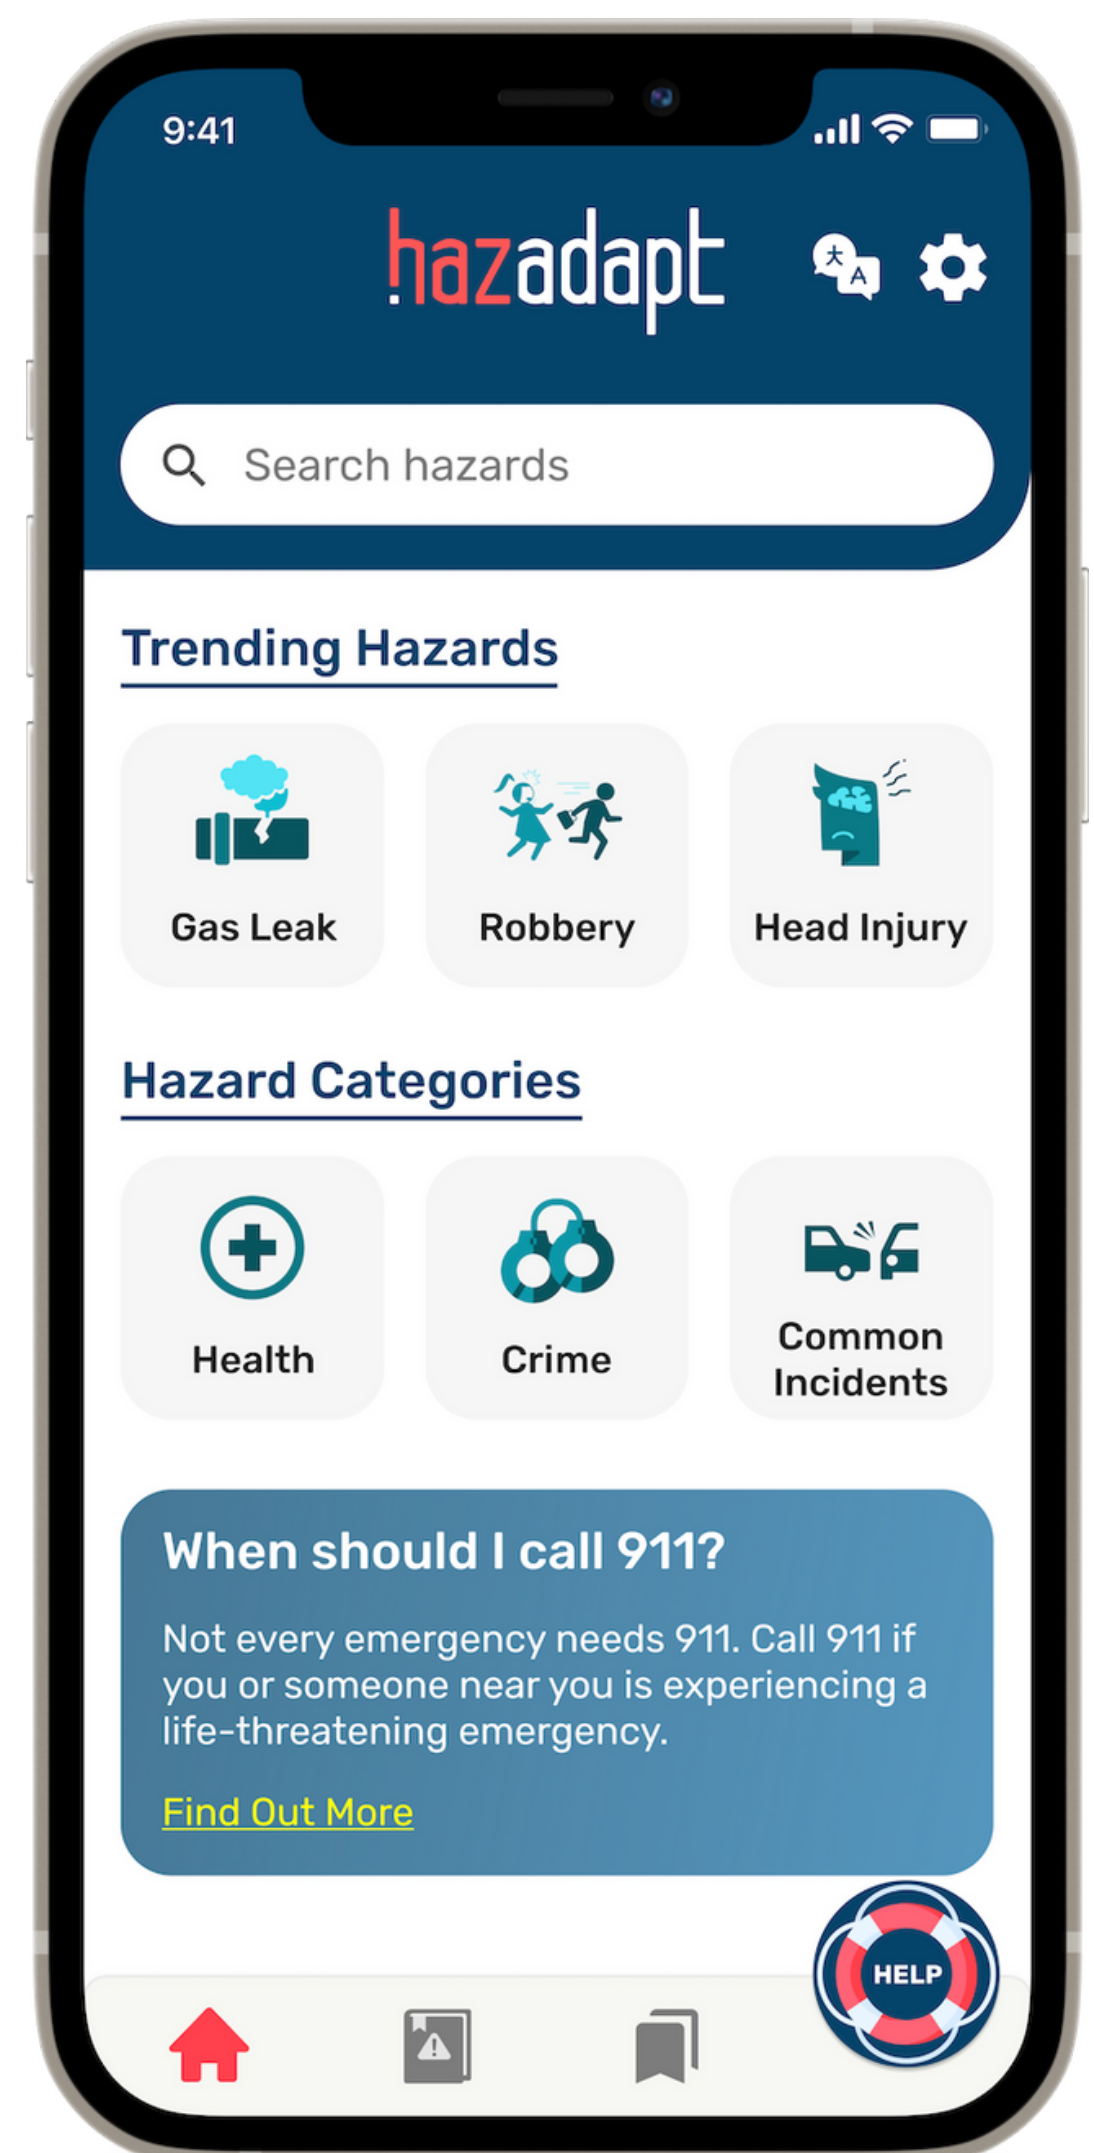 9:41
hazadapt
文 A
Search hazards
Trending Hazards
Gas Leak
Robbery
Head Injury
Hazard Categories
Health
Crime
Common
Incidents
When should I call 911?
Not every emergency needs 911. Call 911 if
you or someone near you is experiencing a
life-threatening emergency.
Find Out More
HELP